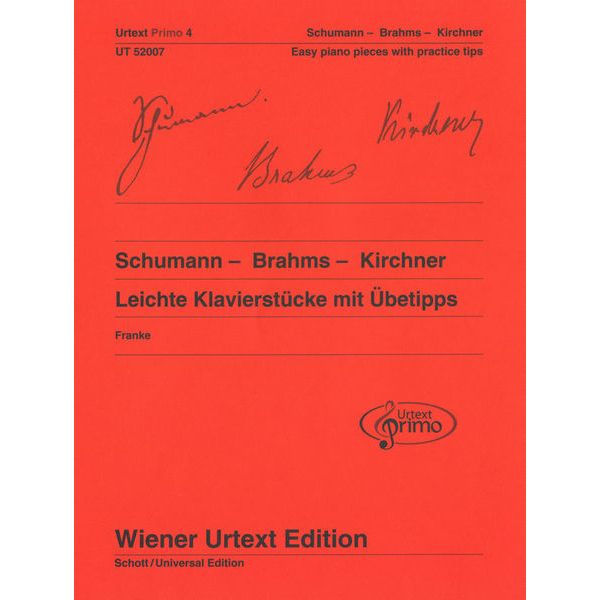 Urtext Primo 4
Schumann – Brahms – Kirchner
UT 52007
Easy piano pieces with practice tips
Schumann.
Brahms
Kirchner
Schumann – Brahms – Kirchner
Leichte Klavierstücke mit Übetipps
Franke
Urtext
Primo
Wiener Urtext Edition
Schott/Universal Edition